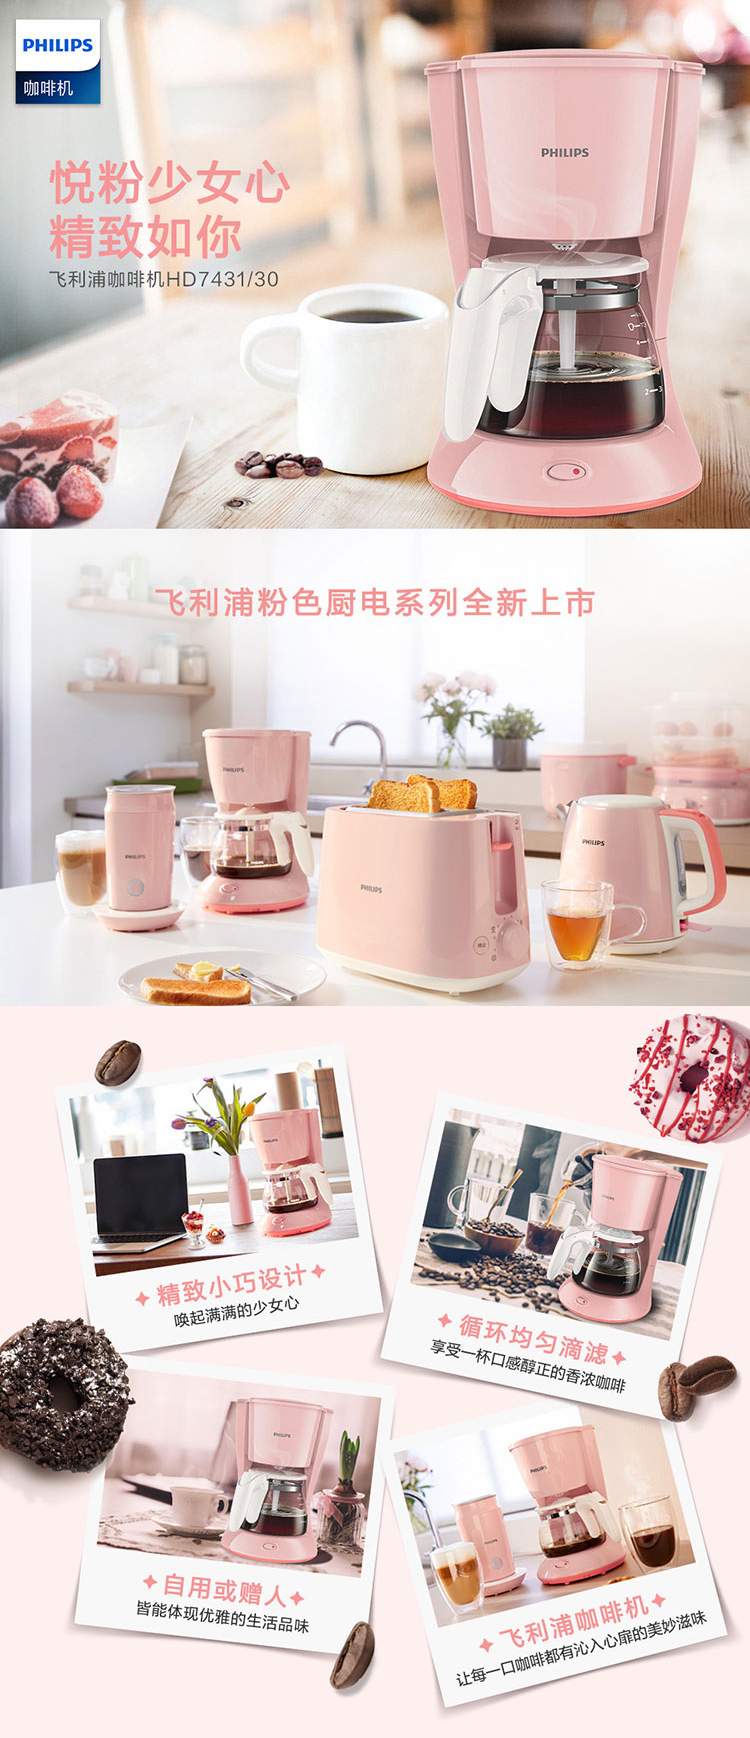 PHILIPS
咖啡机
PHILIPS
悦粉少女心
精致如你
飞利浦咖啡机HD7431/30
飞利浦粉色厨电系列全新上市
PHILIPS
PHILIPS
PHILIPS
PHILIPS
PHILIPS
精致小巧设计
唤起满满的少女心
PHILIPS
循环均匀滴滤
享受一杯口感醇正的香浓咖啡
PHILIPS
自用或赠人
皆能体现优雅的生活品味
PHILIPS
PHILIPS
飞利浦咖啡机
让每一口咖啡都有沁入心扉的美妙滋味